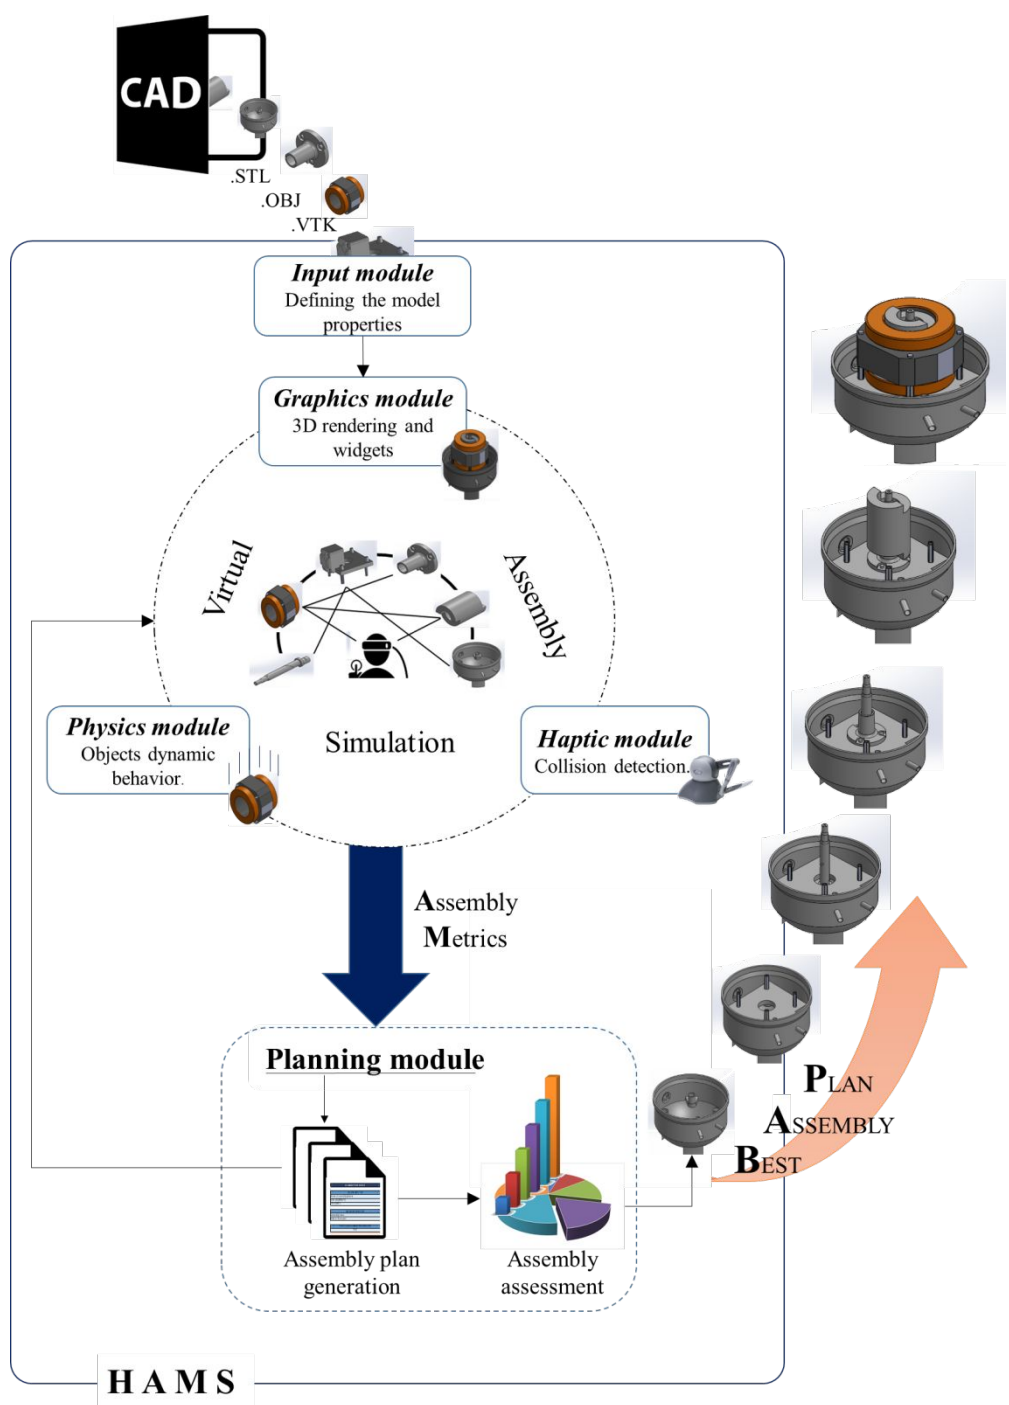 CAD
.STL
.OBJ
.VTK
Input module
Defining the model
properties
Graphics module
3D rendering and
widgets
Virtual
Assembly
Simulation
Physics module
Objects dynamic
behavior.
Haptic module
Collision detection.
Assembly
Metrics
Planning module
Assembly plan
generation
Assembly
assessment
PLAN
ASSEMBLY
BEST
HAMS